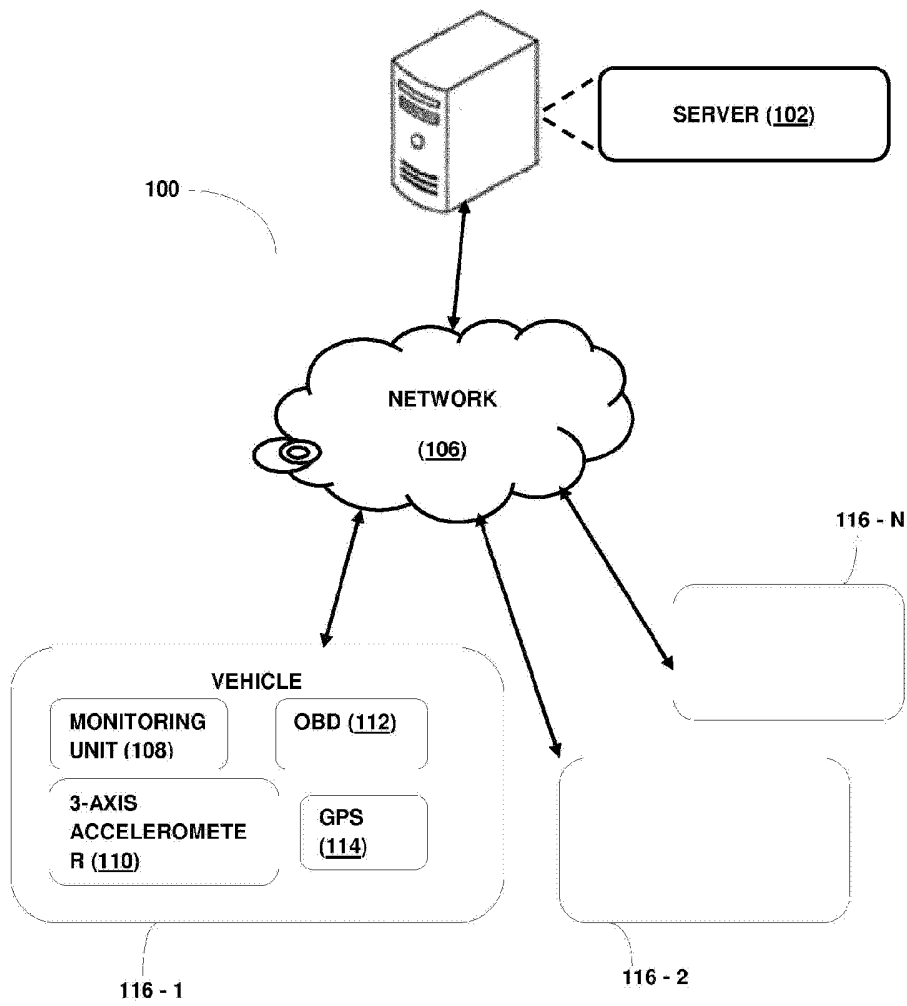 SERVER (102)
100
NETWORK
(106)
116 - N
VEHICLE
MONITORING
UNIT (108)
OBD (112)
3-AXIS
ACCELEROMETE
R (110)
GPS
(114)
116 - 1
116 - 2